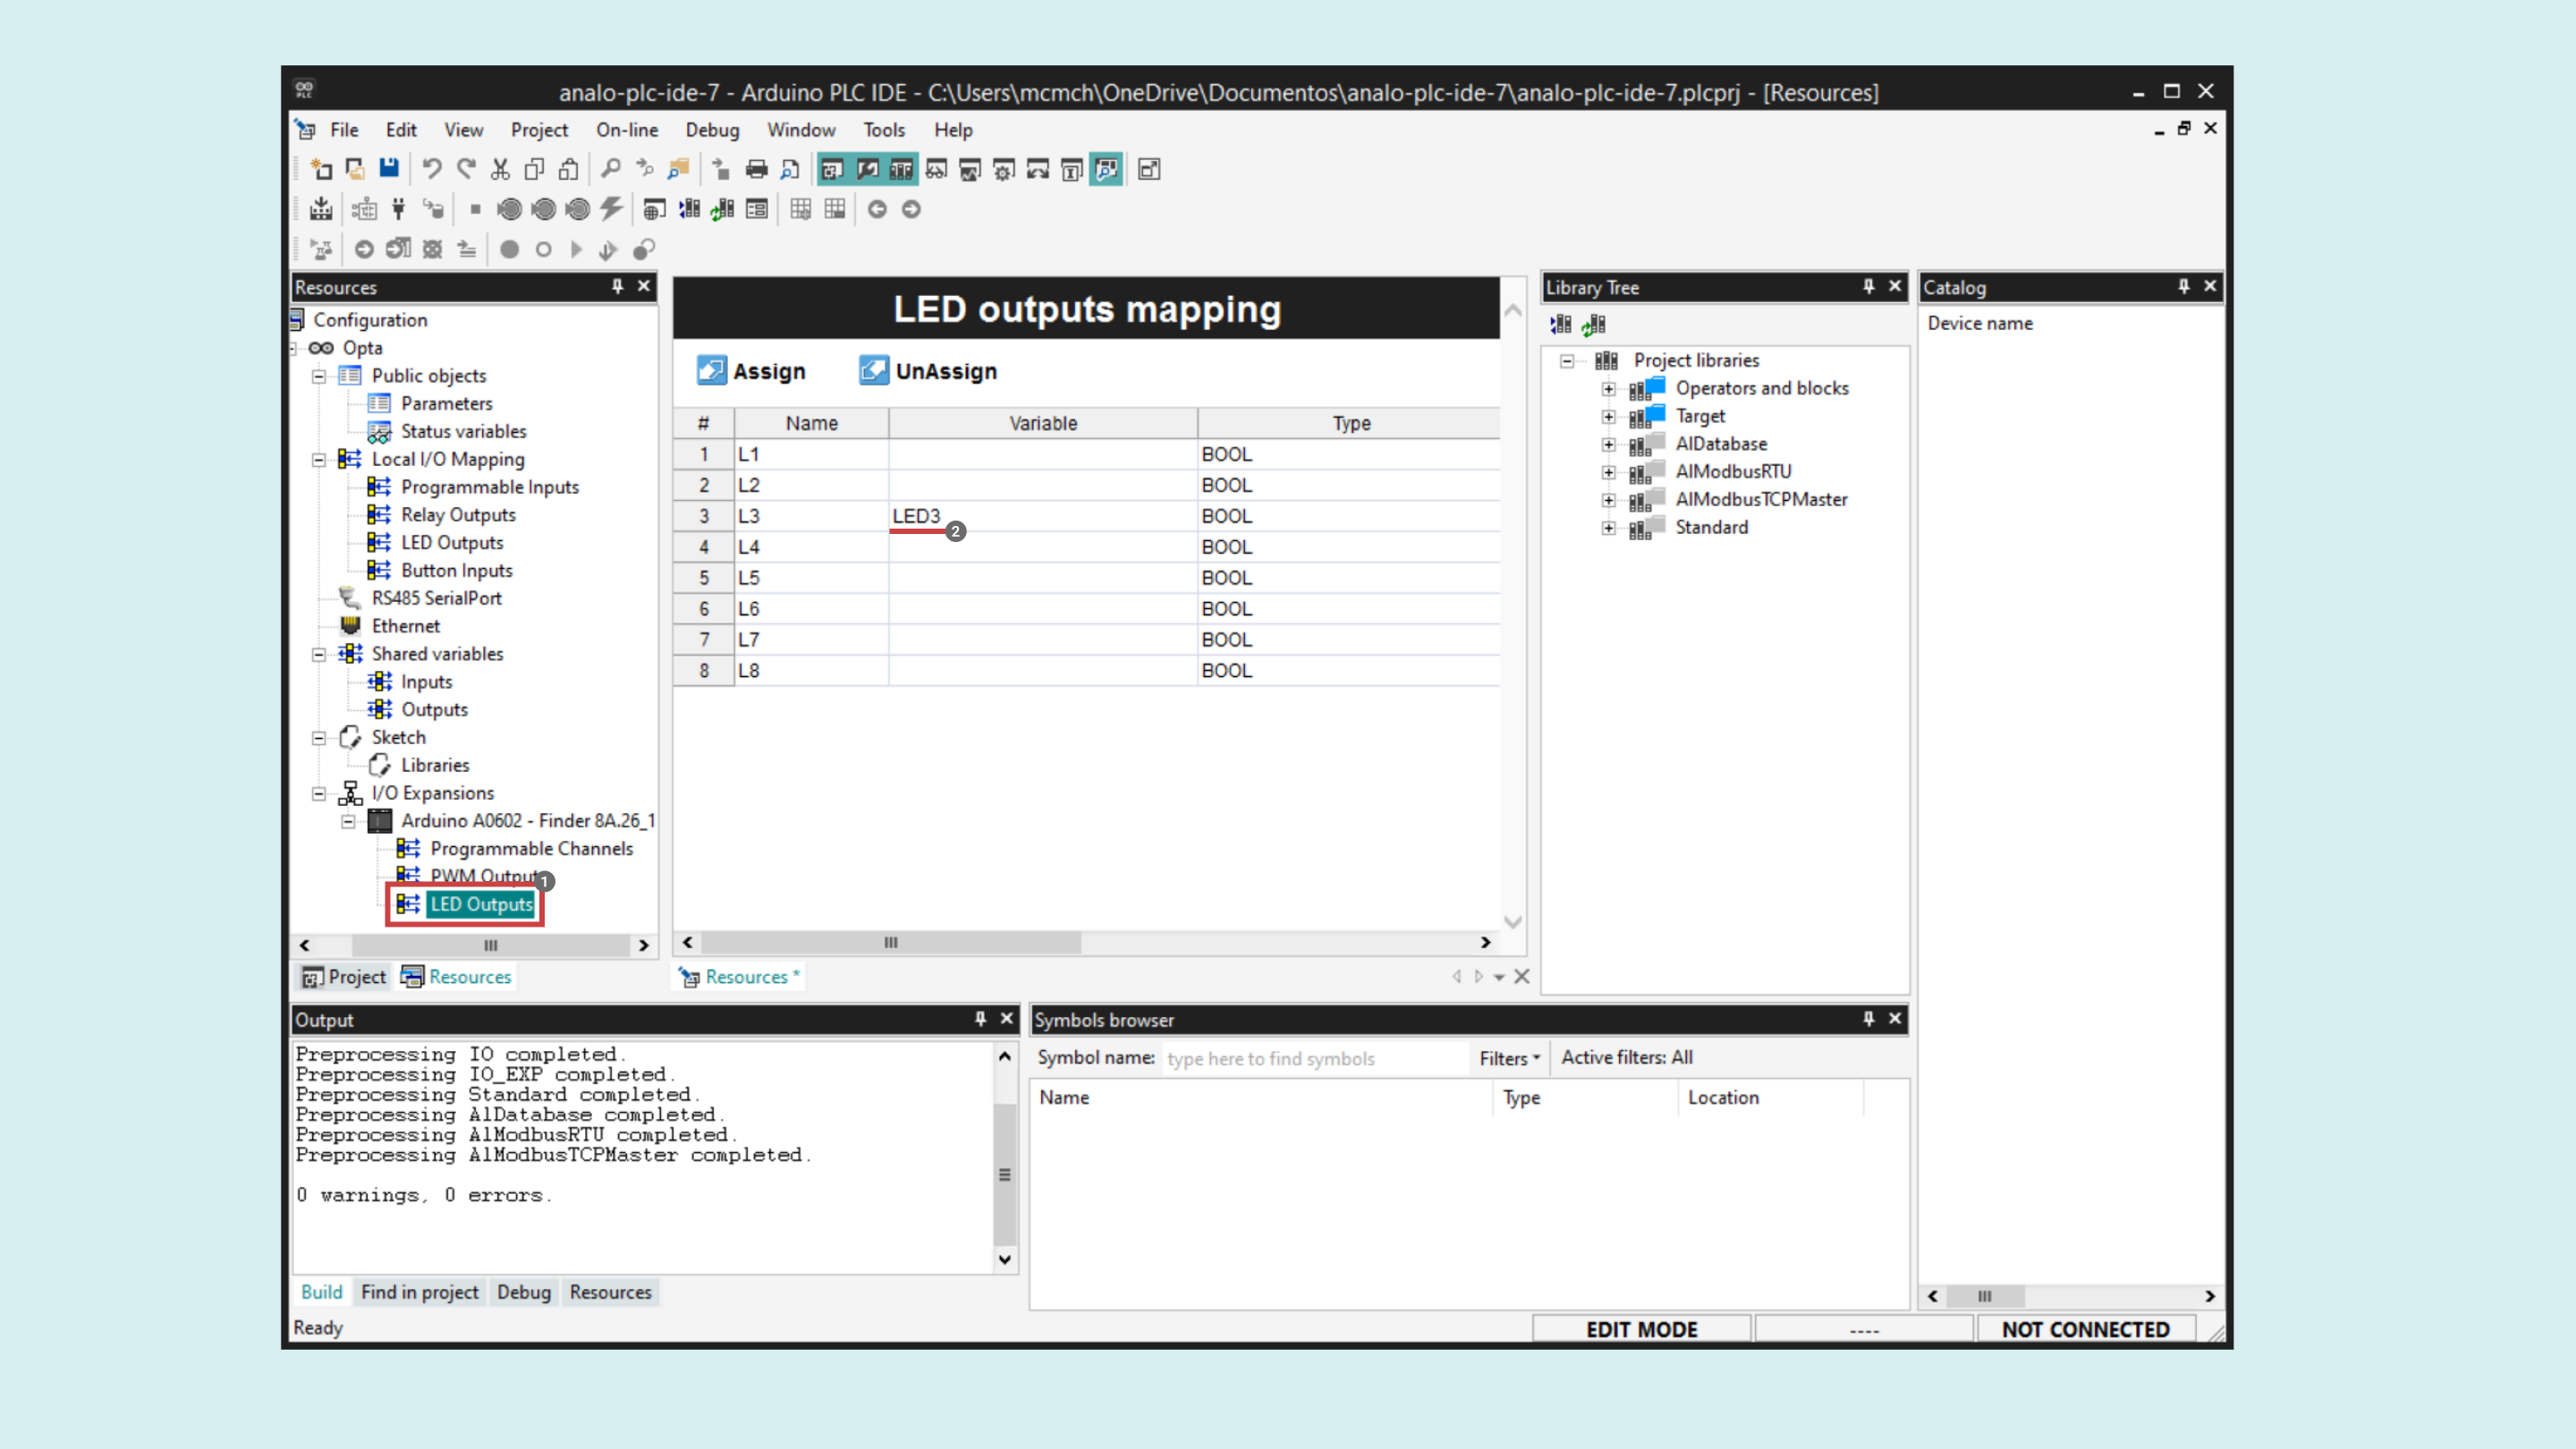 PLC
analo-plc-ide-7 - Arduino PLC IDE - C:\Users\mcmch\OneDrive\Documentos\analo-plc-ide-7\analo-plc-ide-7.plcprj - [Resources]
File Edit View Project On-line Debug Window Tools Help
Resources
Configuration
Opta
Public objects
Parameters
Status variables
Local I/O Mapping
Programmable Inputs
Relay Outputs
LED Outputs
Button Inputs
RS485 SerialPort
Ethernet
Shared variables
Inputs
Outputs
Sketch
Libraries
I/O Expansions
Arduino A0602 - Finder 8A.26_1
Programmable Channels
PWM Output
1
LED Outputs
Project Resources
LED outputs mapping
Assign UnAssign
# Name Variable Type
1 L1 BOOL
2 L2 BOOL
3 L3 LED3 BOOL
2
4 L4 BOOL
5 L5 BOOL
6 L6 BOOL
7 L7 BOOL
8 L8 BOOL
Resources *
Library Tree
Project libraries
Operators and blocks
Target
AlDatabase
AlModbusRTU
AlModbusTCPMaster
Standard
Catalog
Device name
Output
Preprocessing IO completed.
Preprocessing IO_EXP completed.
Preprocessing Standard completed.
Preprocessing AlDatabase completed.
Preprocessing AlModbusRTU completed.
Preprocessing AlModbusTCPMaster completed.
0 warnings, 0 errors.
Build Find in project Debug Resources
Symbols browser
Symbol name: type here to find symbols Filters Active filters: All
Name Type Location
Ready EDIT MODE ---- NOT CONNECTED